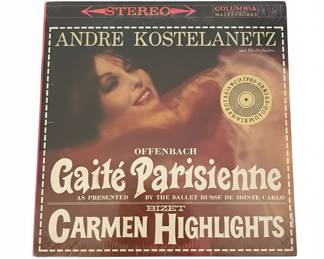 STEREO
COLUMBIA
MASTERWORKS
ANDRE KOSTELANETZ
and His Orchestra
OFFENBACH
Gaité Parisienne
AS PRESENTED BY THE BALLET RUSSE DE MONTE CARLO
BIZET
CARMEN HIGHLIGHTS